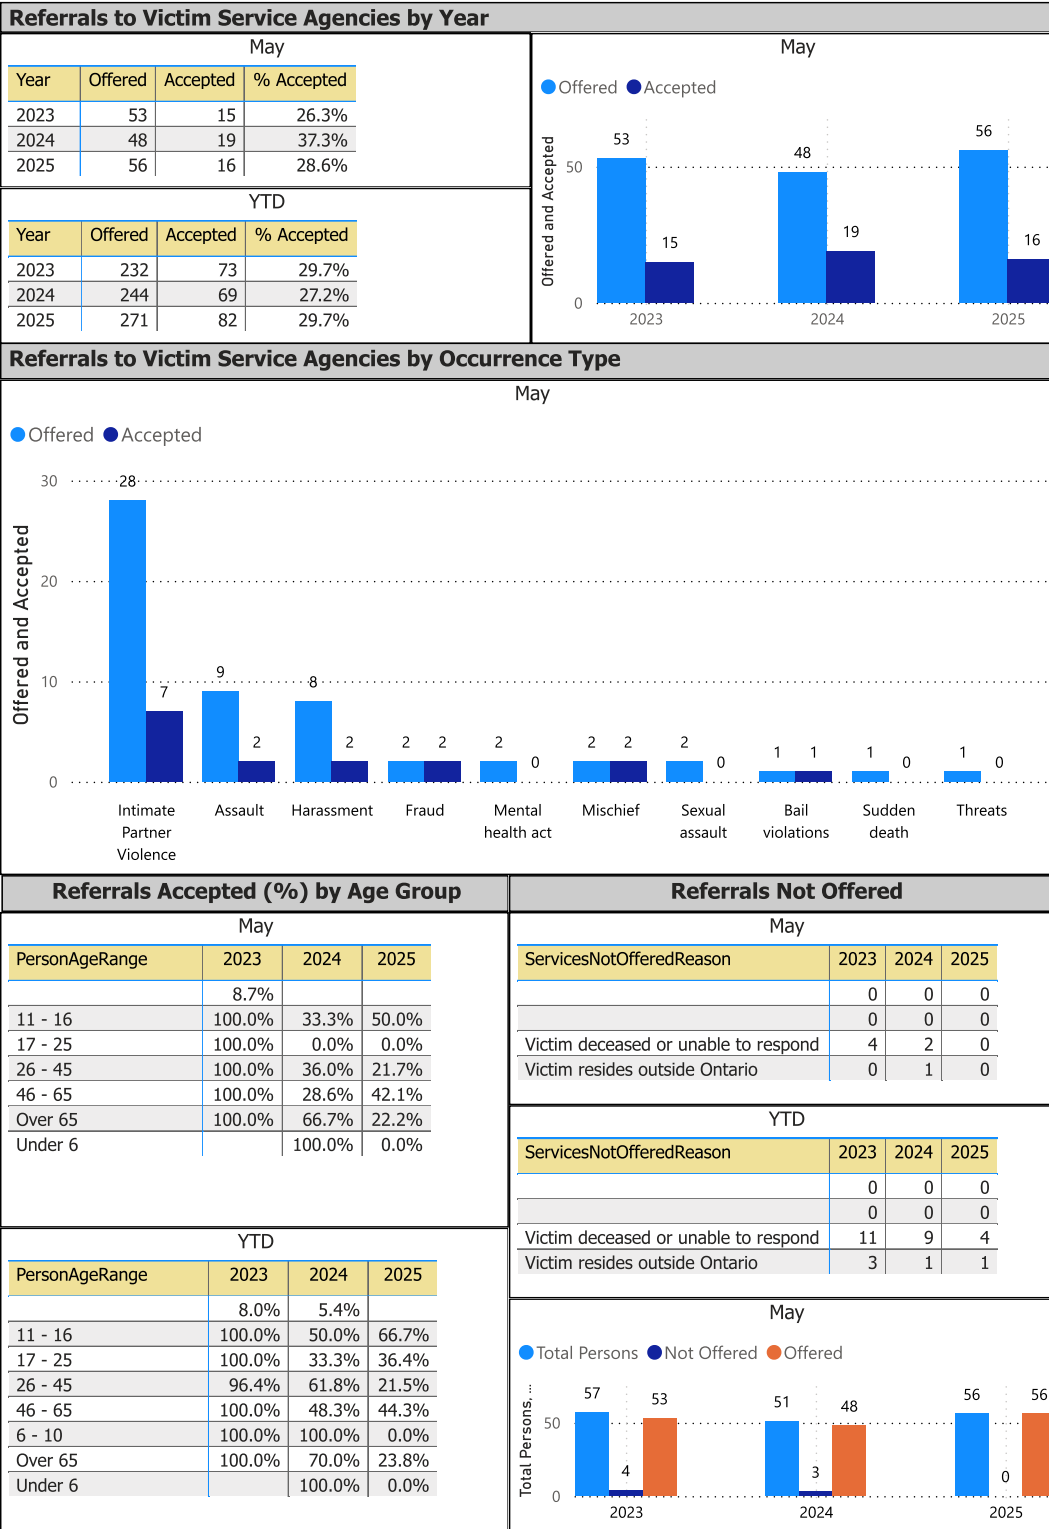 Referrals to Victim Service Agencies by Year
May
Year Offered Accepted % Accepted
2023 53 15 26.3%
2024 48 19 37.3%
2025 56 16 28.6%
YTD
Year Offered Accepted % Accepted
2023 232 73 29.7%
2024 244 69 27.2%
2025 271 82 29.7%
May
Offered Accepted
Offered and Accepted
50
0
53 15 48 19 56 16
2023 2024 2025
Referrals to Victim Service Agencies by Occurrence Type
May
Offered Accepted
Offered and Accepted
30
20
10
0
28 7 9 2 8 2 2 2 2 0 2 2 2 0 1 1 1 0 1 0
Intimate Partner Violence
Assault
Harassment
Fraud
Mental health act
Mischief
Sexual assault
Bail violations
Sudden death
Threats
Referrals Accepted (%) by Age Group
May
PersonAgeRange 2023 2024 2025
8.7%
11 - 16 100.0% 33.3% 50.0%
17 - 25 100.0% 0.0% 0.0%
26 - 45 100.0% 36.0% 21.7%
46 - 65 100.0% 28.6% 42.1%
Over 65 100.0% 66.7% 22.2%
Under 6 100.0% 0.0%
YTD
PersonAgeRange 2023 2024 2025
8.0% 5.4%
11 - 16 100.0% 50.0% 66.7%
17 - 25 100.0% 33.3% 36.4%
26 - 45 96.4% 61.8% 21.5%
46 - 65 100.0% 48.3% 44.3%
6 - 10 100.0% 100.0% 0.0%
Over 65 100.0% 70.0% 23.8%
Under 6 100.0% 0.0%
Referrals Not Offered
May
ServicesNotOfferedReason 2023 2024 2025
0 0 0
0 0 0
Victim deceased or unable to respond 4 2 0
Victim resides outside Ontario 0 1 0
YTD
ServicesNotOfferedReason 2023 2024 2025
0 0 0
0 0 0
Victim deceased or unable to respond 11 9 4
Victim resides outside Ontario 3 1 1
May
Total Persons Not Offered Offered
Total Persons, ...
50
0
57 4 53 51 3 48 56 0 56
2023 2024 2025